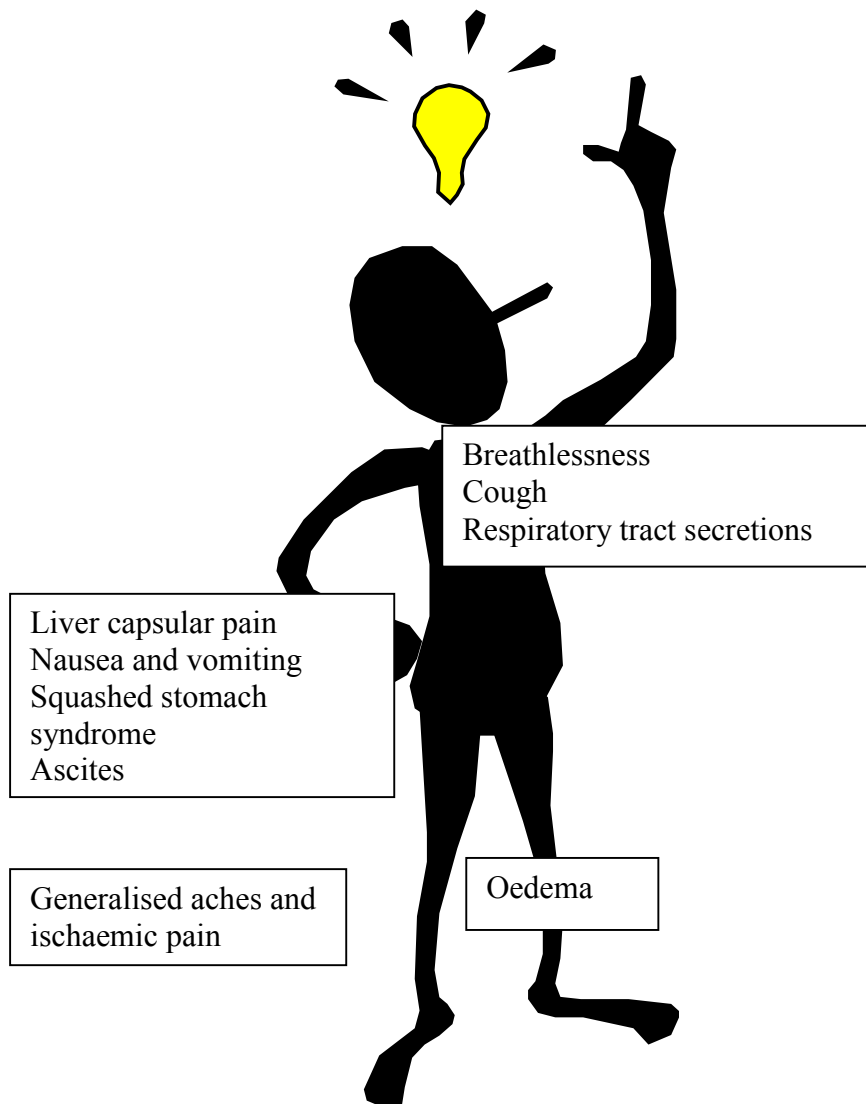 Breathlessness
Cough
Respiratory tract secretions
Liver capsular pain
Nausea and vomiting
Squashed stomach
syndrome
Ascites
Generalised aches and
ischaemic pain
Oedema